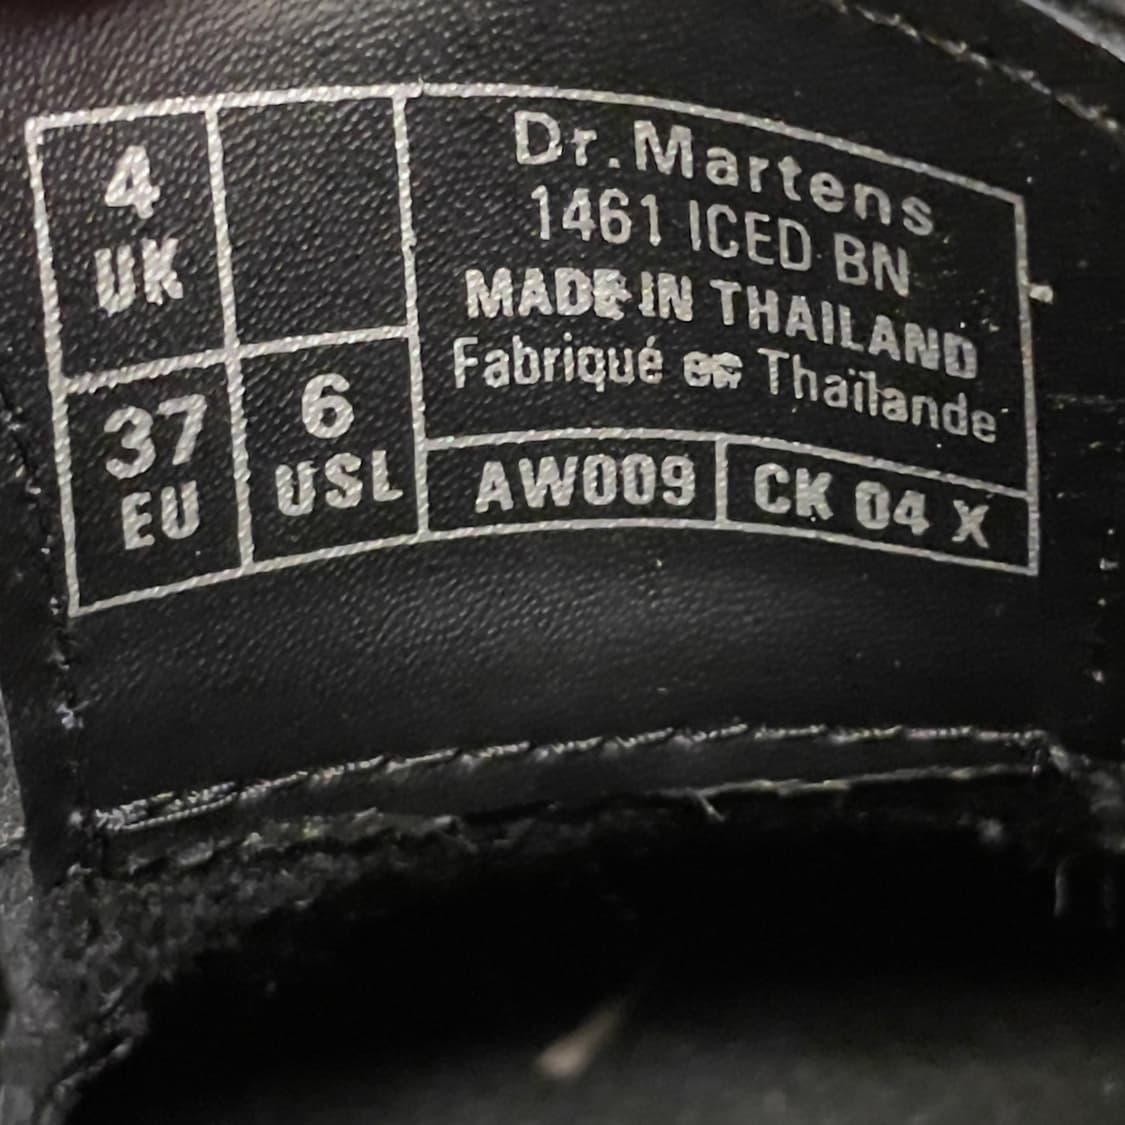 4
UK
37
EU
6
USL
Dr. Martens
1461 ICED BN
MADE IN THAILAND
Fabriqué en Thaïlande
AW009
CK 04 X